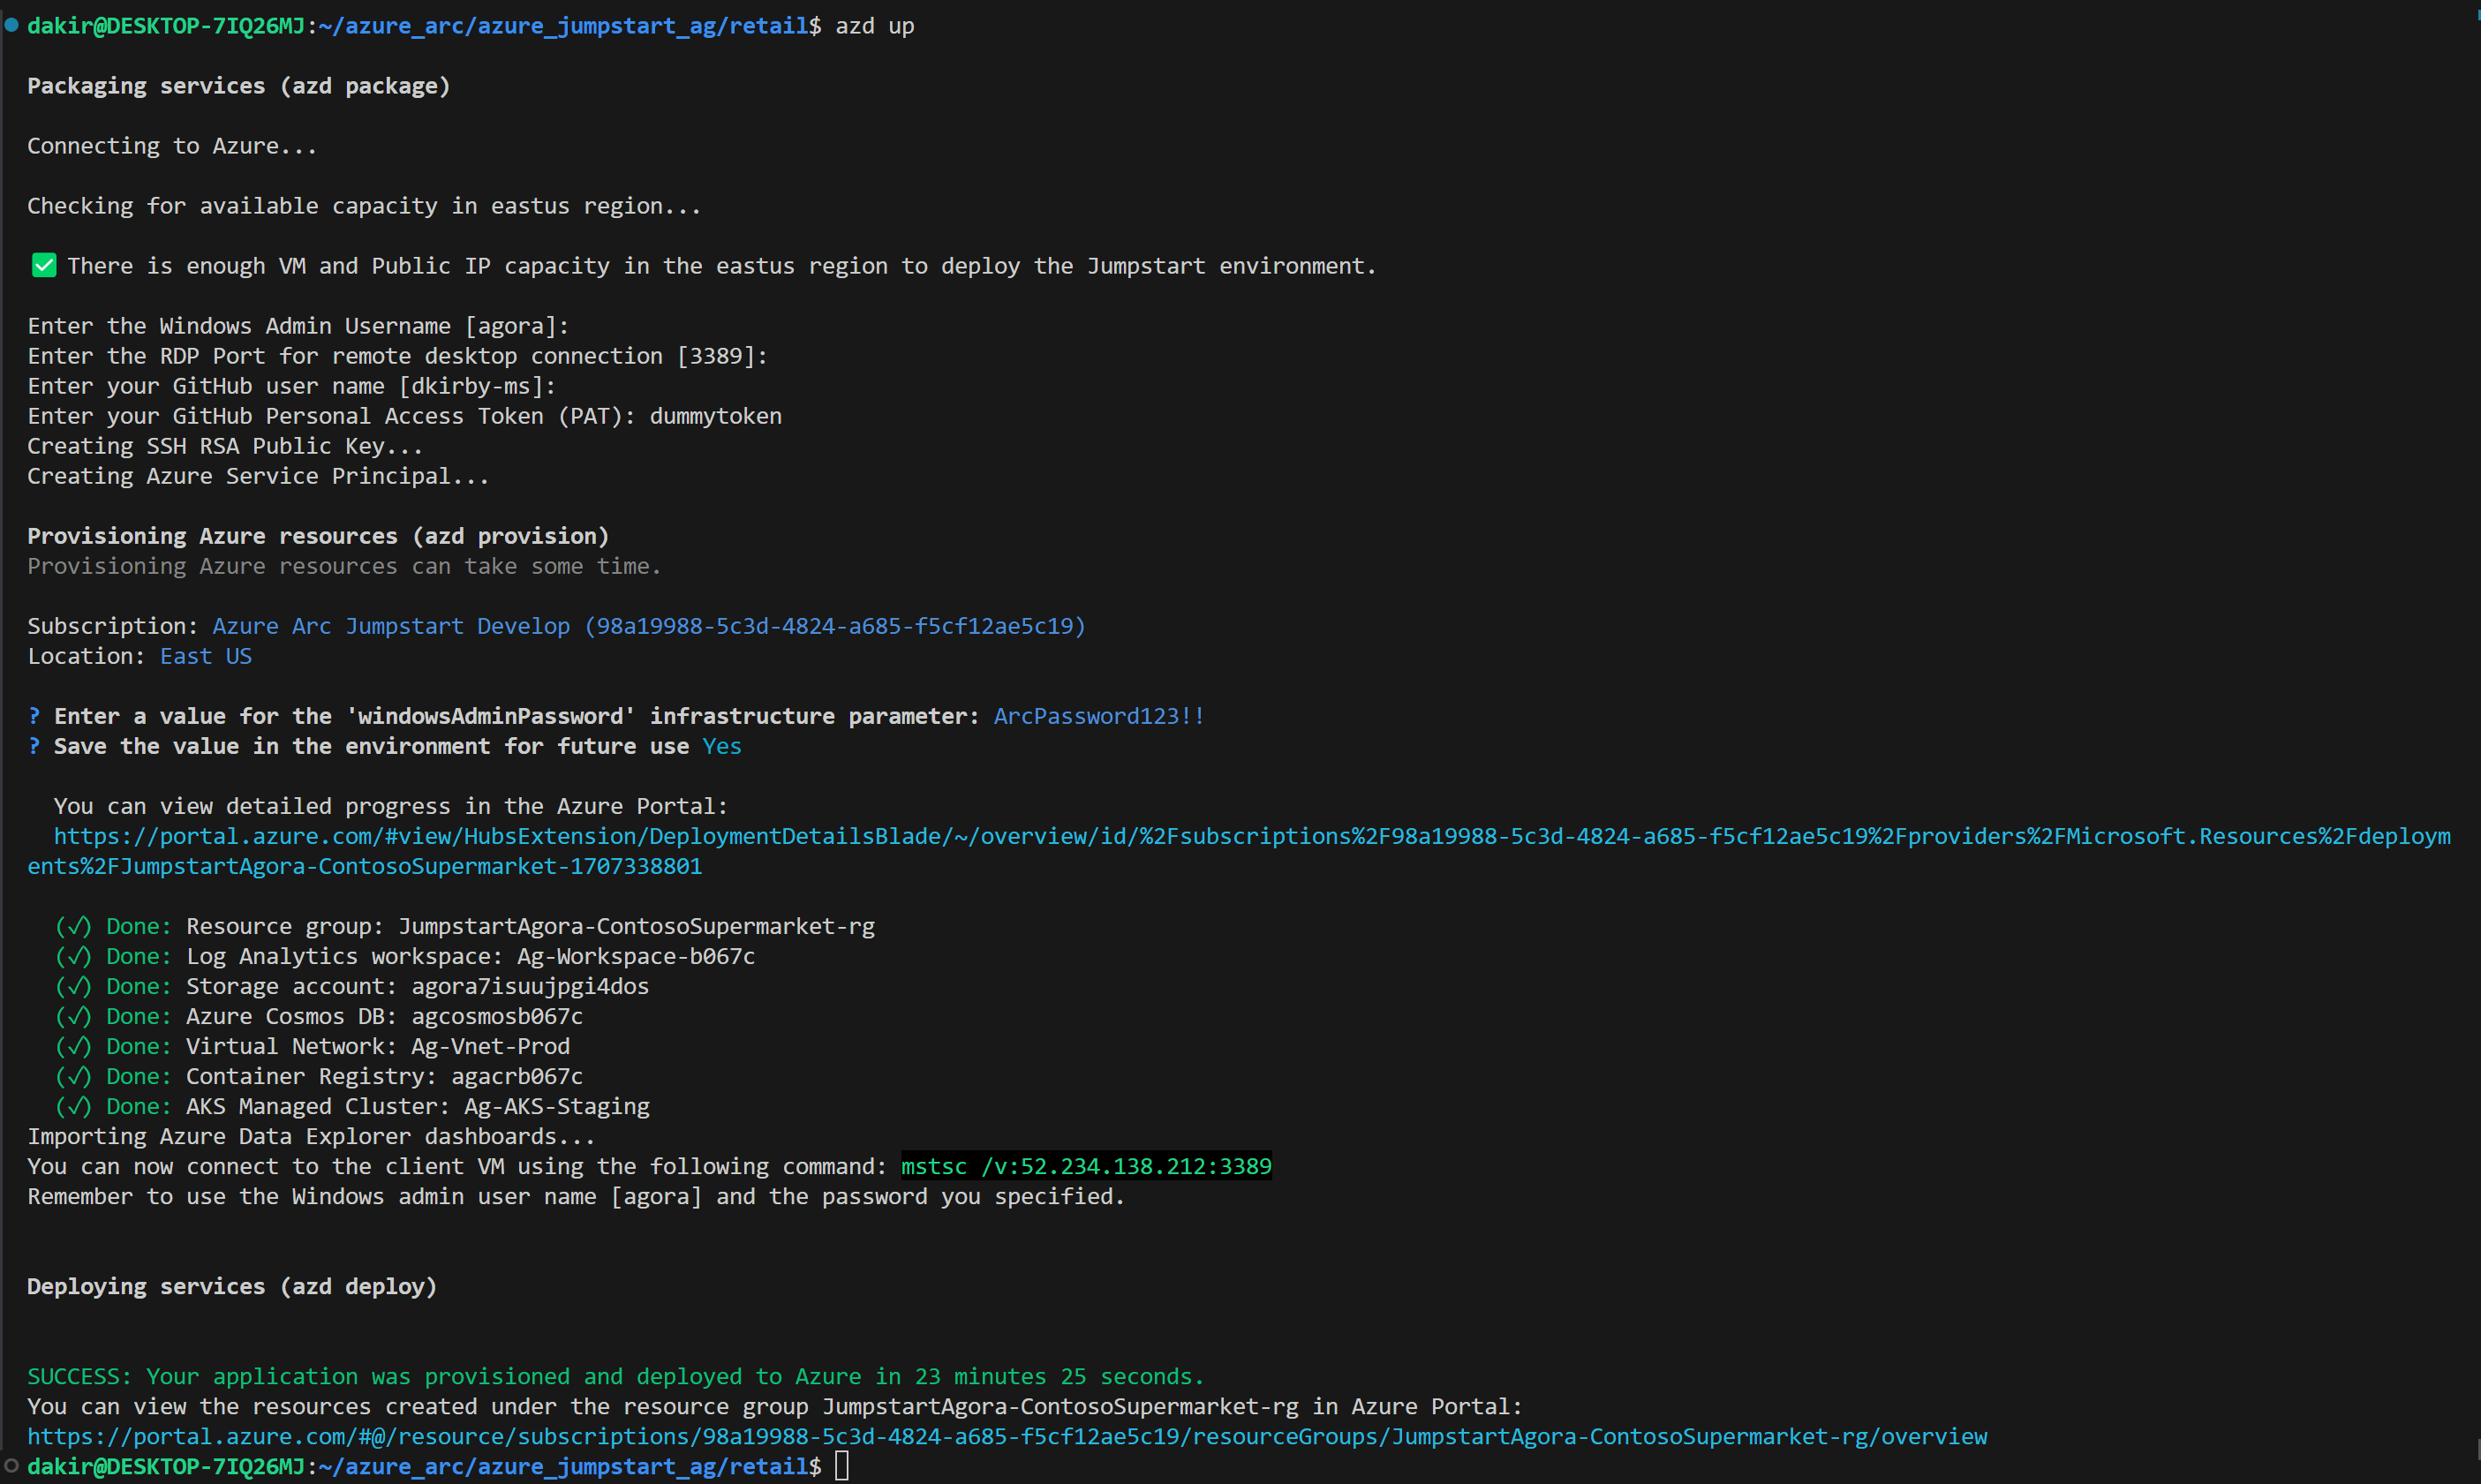 dakir@DESKTOP-7IQ26MJ:~/azure_arc/azure_jumpstart_ag/retail$ azd up
Packaging services (azd package)
Connecting to Azure...
Checking for available capacity in eastus region...
✅ There is enough VM and Public IP capacity in the eastus region to deploy the Jumpstart environment.
Enter the Windows Admin Username [agora]:
Enter the RDP Port for remote desktop connection [3389]:
Enter your GitHub user name [dkirby-ms]:
Enter your GitHub Personal Access Token (PAT): dummytoken
Creating SSH RSA Public Key...
Creating Azure Service Principal...
Provisioning Azure resources (azd provision)
Provisioning Azure resources can take some time.
Subscription: Azure Arc Jumpstart Develop (98a19988-5c3d-4824-a685-f5cf12ae5c19)
Location: East US
? Enter a value for the 'windowsAdminPassword' infrastructure parameter: ArcPassword123!!
? Save the value in the environment for future use Yes
You can view detailed progress in the Azure Portal:
https://portal.azure.com/#view/HubsExtension/DeploymentDetailsBlade/~/overview/id/%2Fsubscriptions%2F98a19988-5c3d-4824-a685-f5cf12ae5c19%2Fproviders%2FMicrosoft.Resources%2Fdeploym
ents%2FJumpstartAgora-ContosoSupermarket-1707338801
(✓) Done: Resource group: JumpstartAgora-ContosoSupermarket-rg
(✓) Done: Log Analytics workspace: Ag-Workspace-b067c
(✓) Done: Storage account: agora7isuujpgi4dos
(✓) Done: Azure Cosmos DB: agcosmosb067c
(✓) Done: Virtual Network: Ag-Vnet-Prod
(✓) Done: Container Registry: agacrb067c
(✓) Done: AKS Managed Cluster: Ag-AKS-Staging
Importing Azure Data Explorer dashboards...
You can now connect to the client VM using the following command: mstsc /v:52.234.138.212:3389
Remember to use the Windows admin user name [agora] and the password you specified.
Deploying services (azd deploy)
SUCCESS: Your application was provisioned and deployed to Azure in 23 minutes 25 seconds.
You can view the resources created under the resource group JumpstartAgora-ContosoSupermarket-rg in Azure Portal:
https://portal.azure.com/#@/resource/subscriptions/98a19988-5c3d-4824-a685-f5cf12ae5c19/resourceGroups/JumpstartAgora-ContosoSupermarket-rg/overview
dakir@DESKTOP-7IQ26MJ:~/azure_arc/azure_jumpstart_ag/retail$